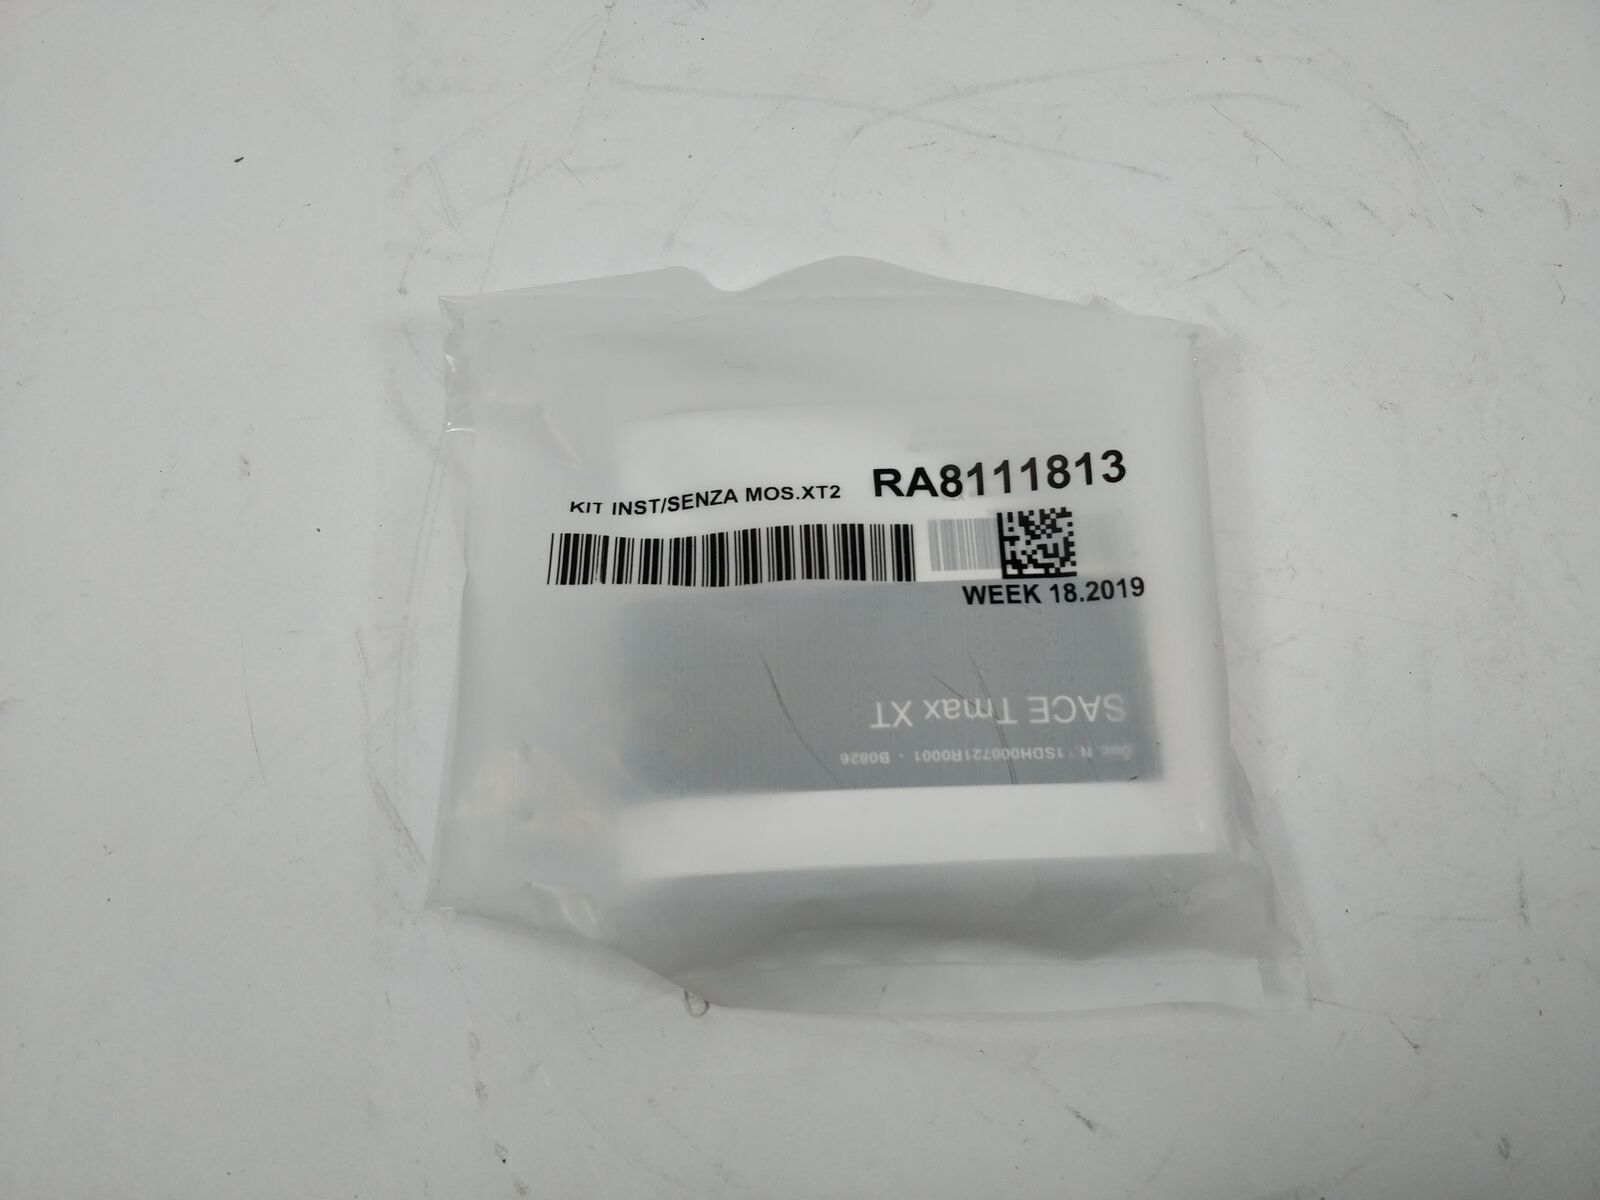 KIT INST/SENZA MOS.XT2 RA8111813
WEEK 18.2019
SACE Tmax XT
Doc. N.° 1SDH000721R0001 - B0826